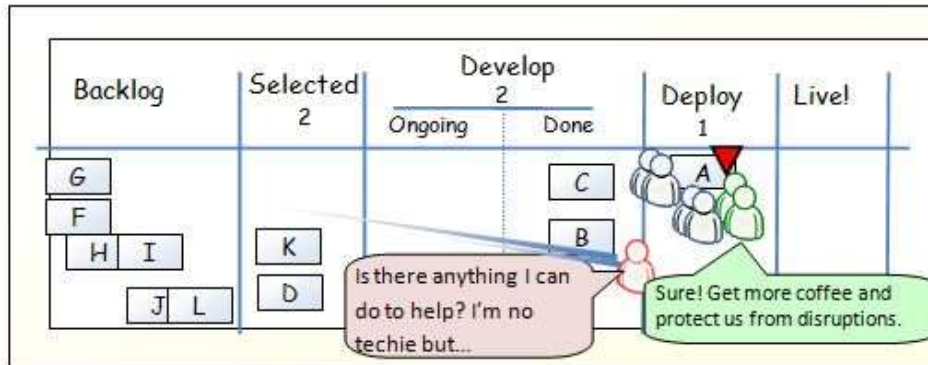 Backlog
Selected
2
Develop
2
Ongoing
Done
Deploy
1
Live!
G
F
H I
J L
K
D
C
B
A
Is there anything I can
do to help? I'm no
techie but...
Sure! Get more coffee and
protect us from disruptions.